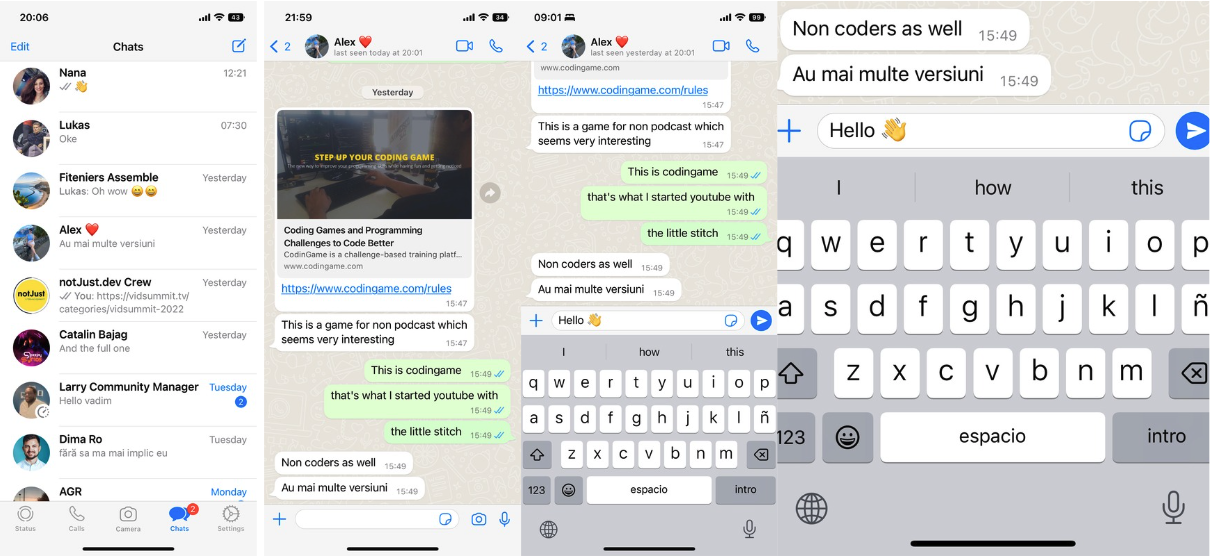 20:06
43
Edit
Chats
Nana
12:21
👋
Lukas
07:30
Oke
Fiteniers Assemble
Yesterday
Lukas: Oh wow 😄😄
Alex ❤️
Yesterday
Au mai multe versiuni
notJust.dev Crew
Yesterday
notJust
You: https://vidsummit.tv/
categories/vidsummit-2022
Catalin Bajag
Yesterday
And the full one
Larry Community Manager
Tuesday
Hello vadim
2
Dima Ro
Tuesday
fără sa ma mai implic eu
AGR
Monday
2
Status
Calls
Camera
Chats
Settings
21:59
34
2
Alex ❤️
last seen today at 20:01
Yesterday
STEP UP YOUR CODING GAME
Coding Games and Programming
Challenges to Code Better
CodinGame is a challenge-based training platf...
www.codingame.com
https://www.codingame.com/rules
15:47
This is a game for non podcast which
seems very interesting
15:47
This is codingame
15:49
that's what I started youtube with
15:49
the little stitch
15:49
Non coders as well
15:49
Au mai multe versiuni
15:49
09:01
99
2
Alex ❤️
last seen yesterday at 20:01
www.codingame.com
https://www.codingame.com/rules
15:47
This is a game for non podcast which
seems very interesting
15:47
This is codingame
15:49
that's what I started youtube with
15:49
the little stitch
15:49
Non coders as well
15:49
Au mai multe versiuni
15:49
Hello 👋
I how this
q w e r t y u i o p
a s d f g h j k l ñ
z x c v b n m
123 espacio intro
Non coders as well
15:49
Au mai multe versiuni
15:49
Hello 👋
I how this
q w e r t y u i o p
a s d f g h j k l ñ
z x c v b n m
123 espacio intro